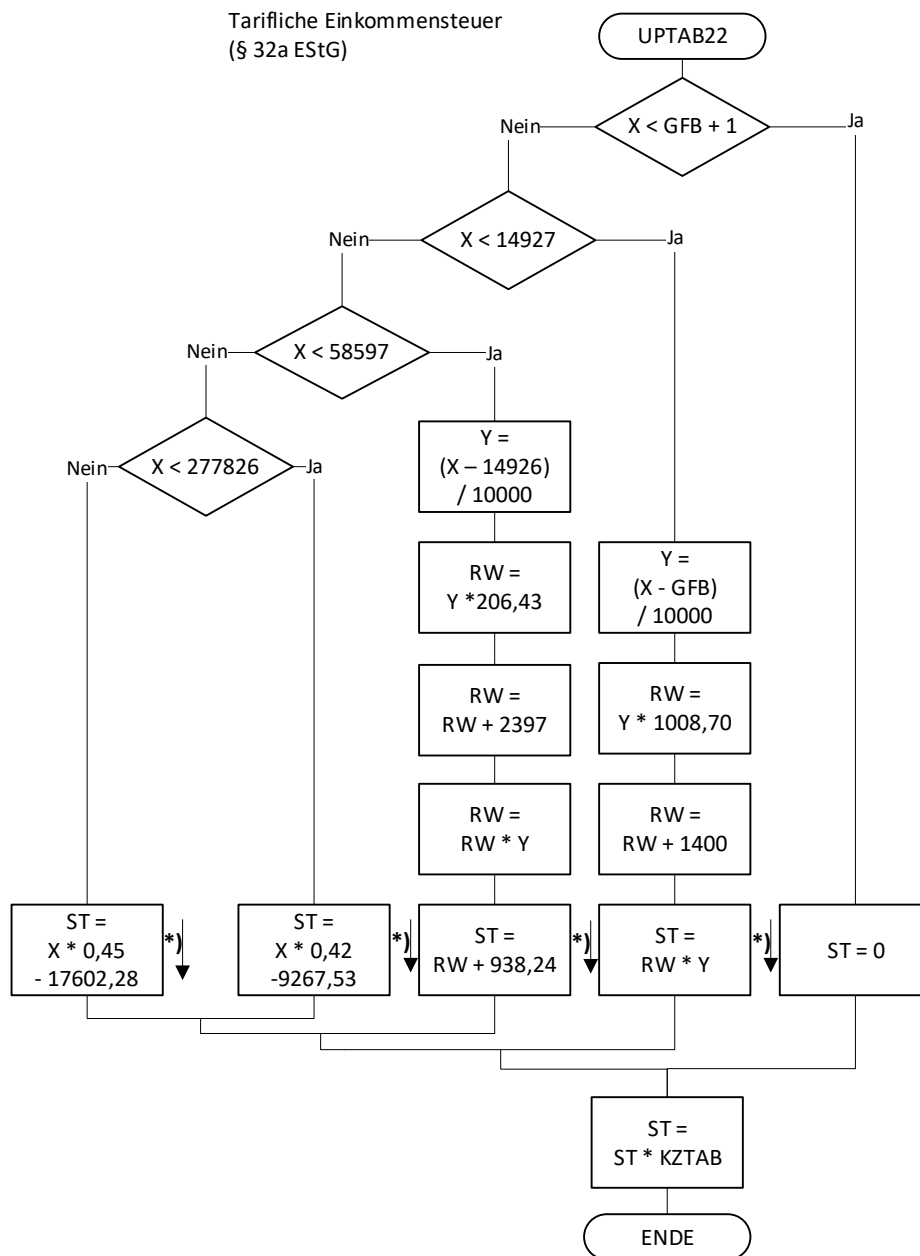 Tarifliche Einkommensteuer
(§ 32a EStG)
UPTAB22
X < GFB + 1
Nein
Ja
X < 14927
Nein
Ja
X < 58597
Nein
Ja
X < 277826
Nein
Ja
Y =
(X – 14926)
/ 10000
RW =
Y *206,43
RW =
RW + 2397
RW =
RW * Y
Y =
(X - GFB)
/ 10000
RW =
Y * 1008,70
RW =
RW + 1400
ST =
X * 0,45
- 17602,28
*)
ST =
X * 0,42
-9267,53
*)
ST =
RW + 938,24
*)
ST =
RW * Y
*)
ST = 0
ST =
ST * KZTAB
ENDE